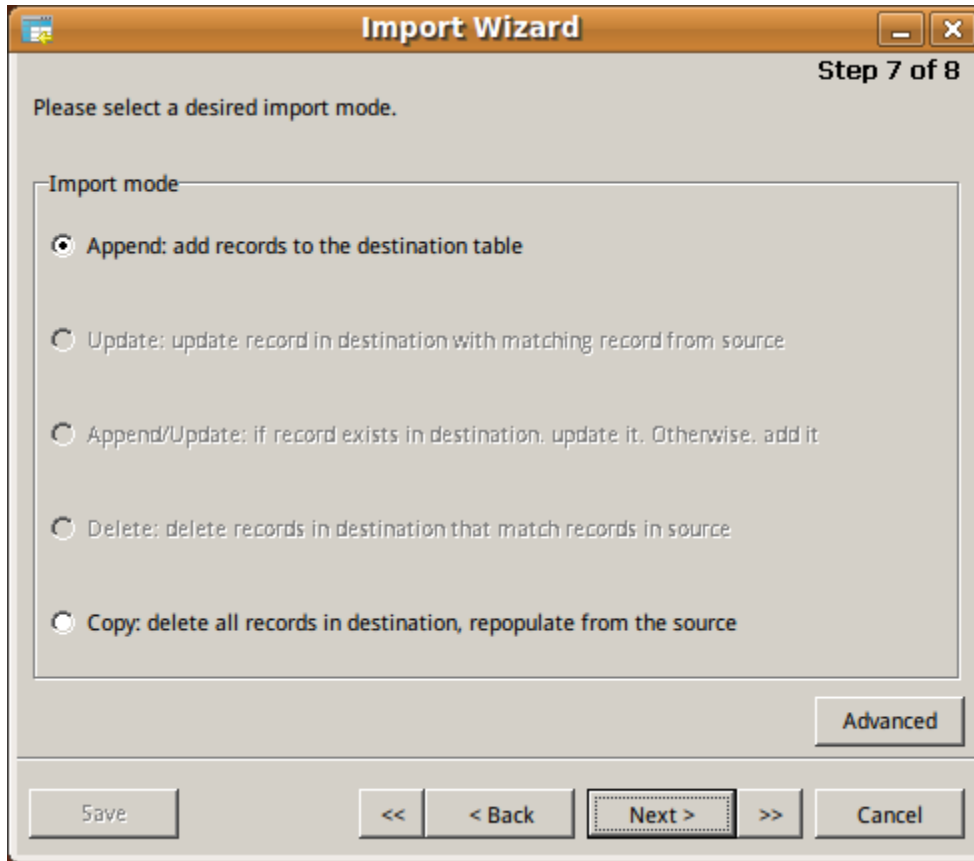 Import Wizard
Step 7 of 8
Please select a desired import mode.
Import mode
Append: add records to the destination table
Update: update record in destination with matching record from source
Append/Update: if record exists in destination, update it. Otherwise, add it
Delete: delete records in destination that match records in source
Copy: delete all records in destination, repopulate from the source
Advanced
Save << < Back Next > >> Cancel